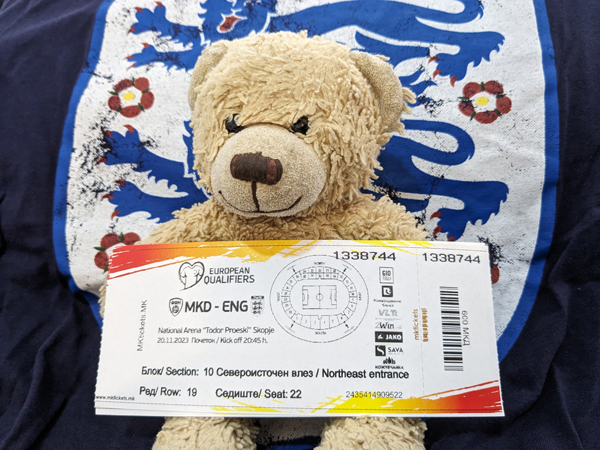 1338744
1338744
EUROPEAN
QUALIFIERS
MKD - ENG
National Arena "Todor Proeski" Skopje
20.11.2023 Почеток / Kick off 20:45 h.
Блок/ Section: 10 Североисточен влез / Northeast entrance
Ред/ Row: 19 Седиште/ Seat: 22
2435414909522
www.mktickets.mk
MKtickets.MK
JAKO
SAVA
mktickets
600 МКД